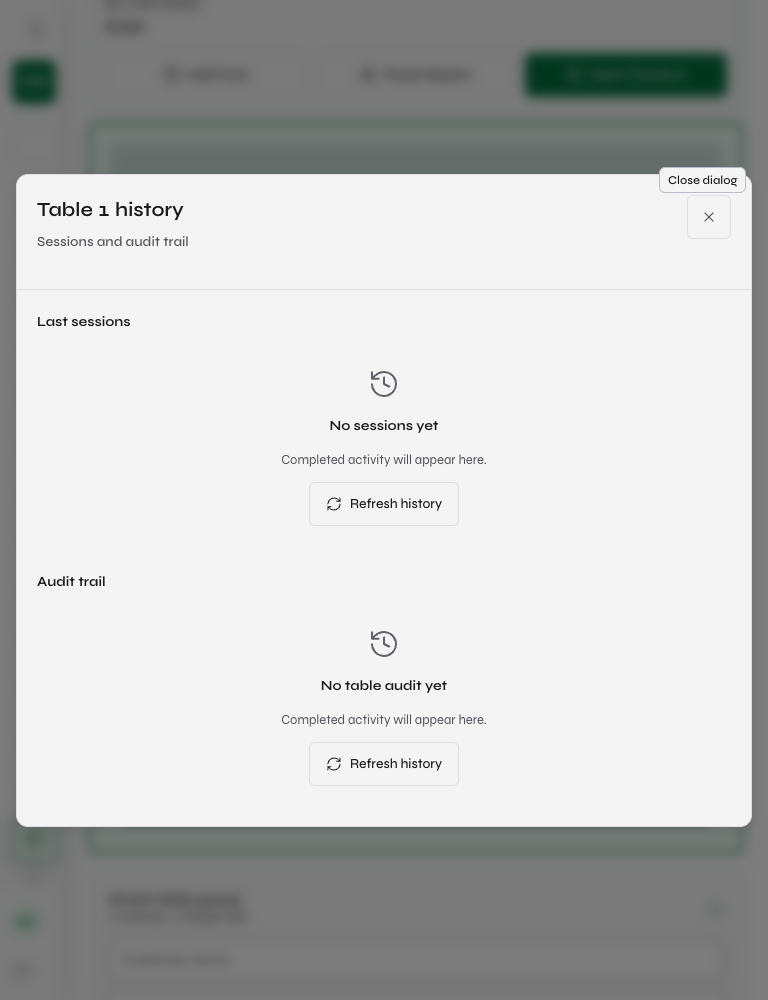 Close dialog
Table 1 history
Sessions and audit trail
Last sessions
No sessions yet
Completed activity will appear here.
Refresh history
Audit trail
No table audit yet
Completed activity will appear here.
Refresh history